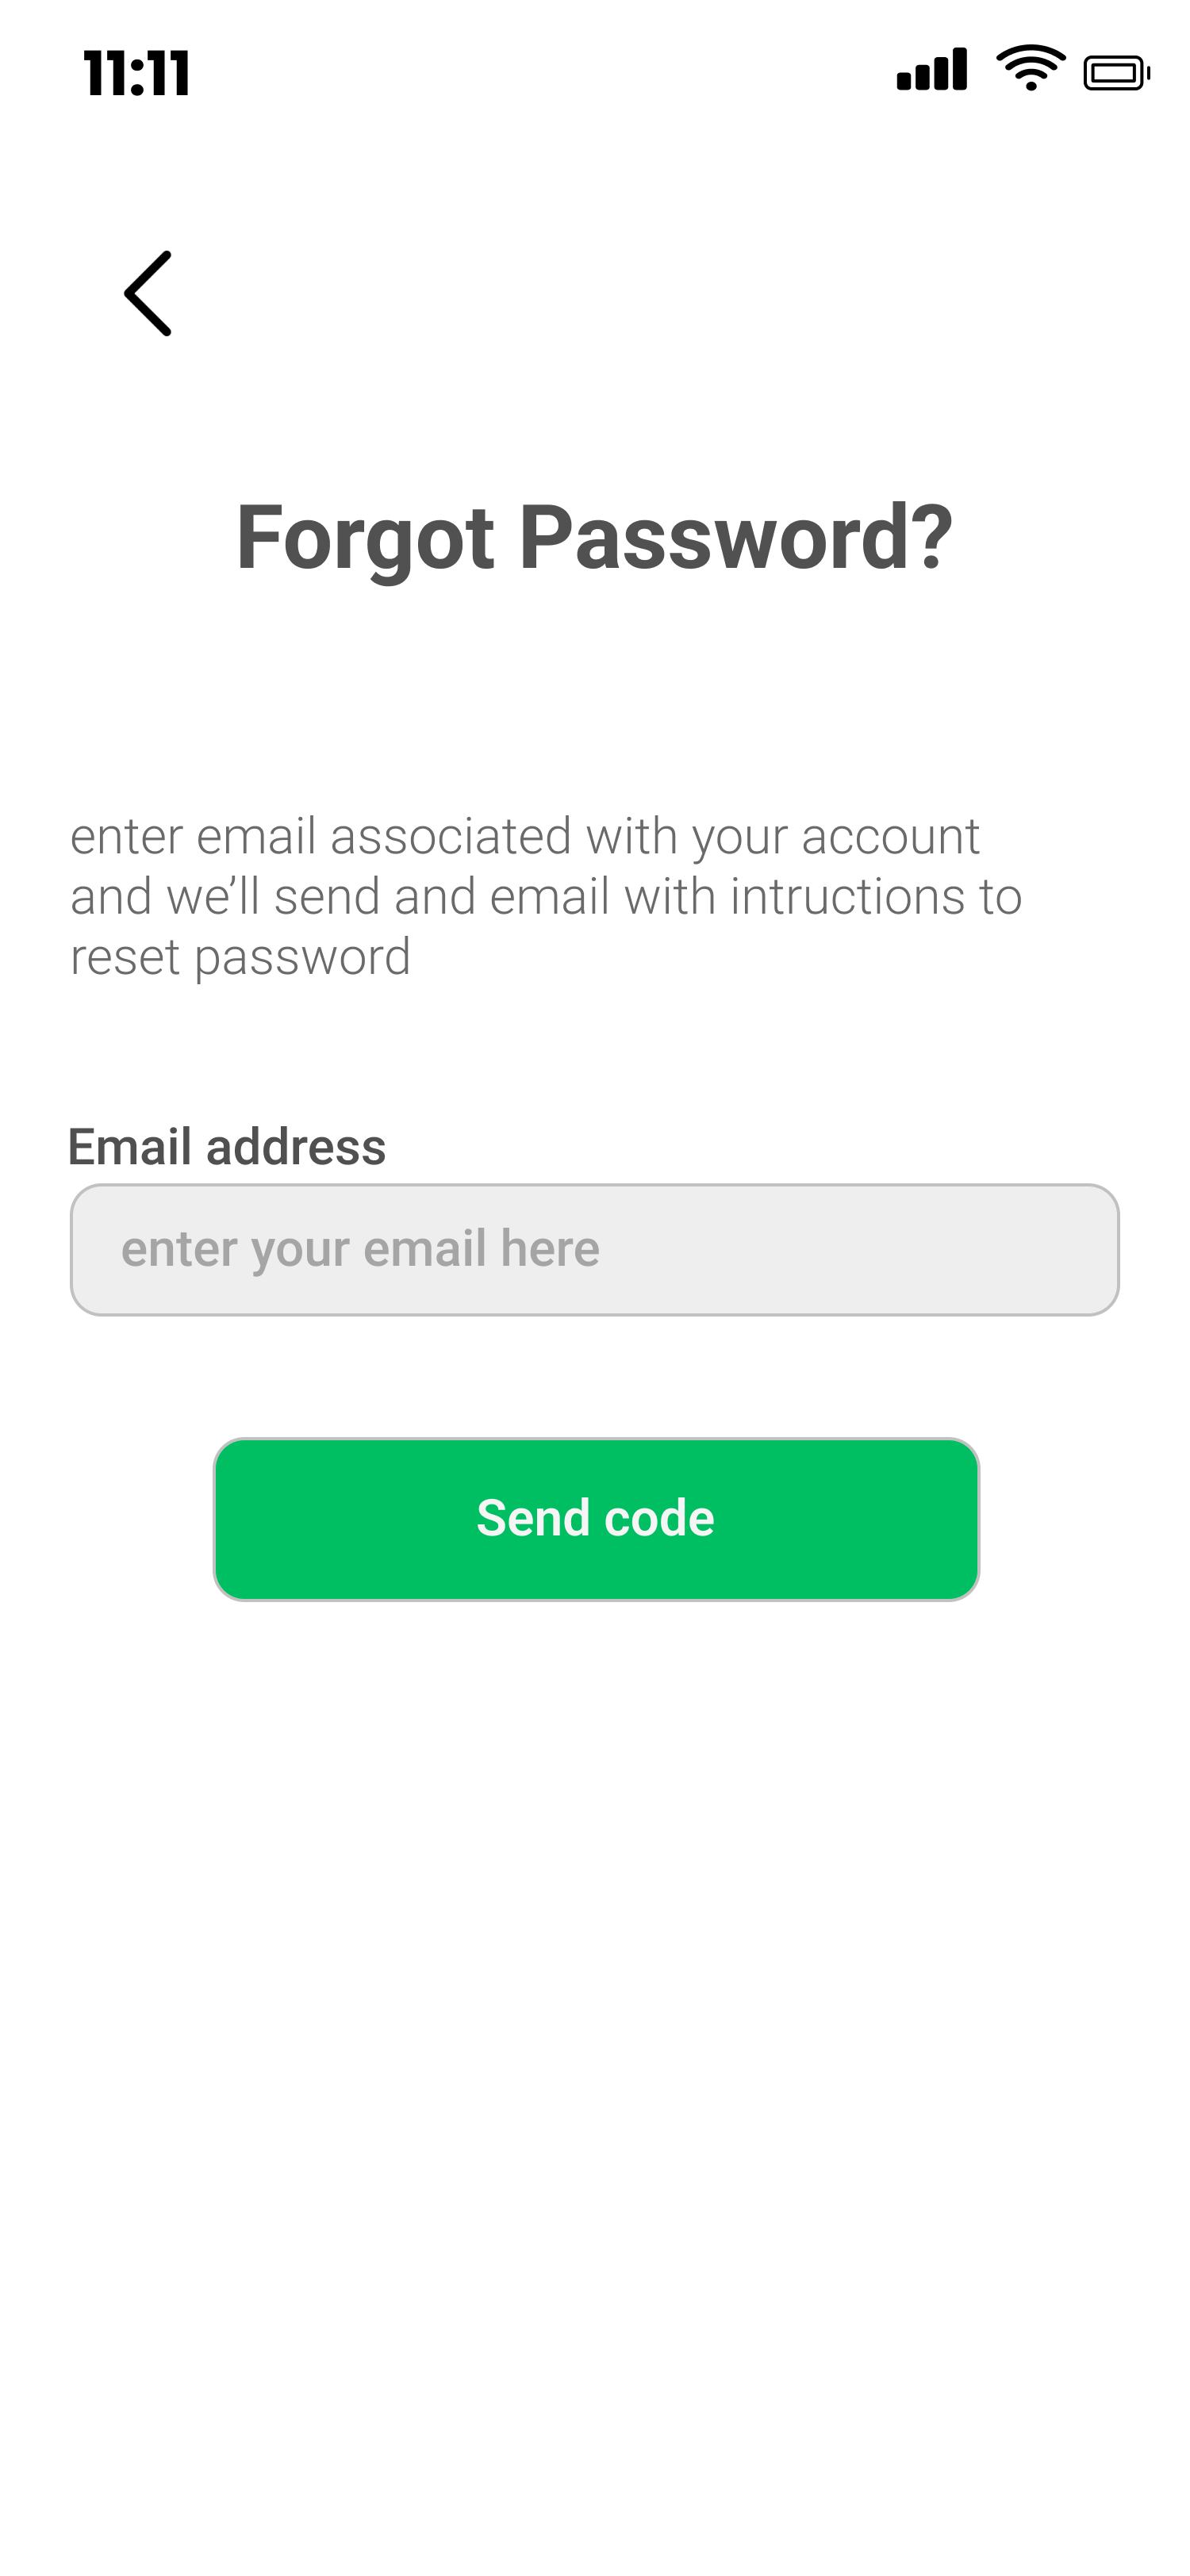 11:11
Forgot Password?
enter email associated with your account
and we’ll send and email with intructions to
reset password
Email address
enter your email here
Send code